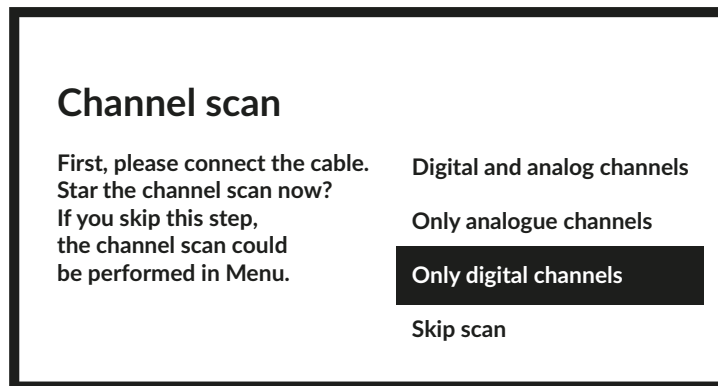 Channel scan
First, please connect the cable.
Star the channel scan now?
If you skip this step,
the channel scan could
be performed in Menu.
Digital and analog channels
Only analogue channels
Only digital channels
Skip scan